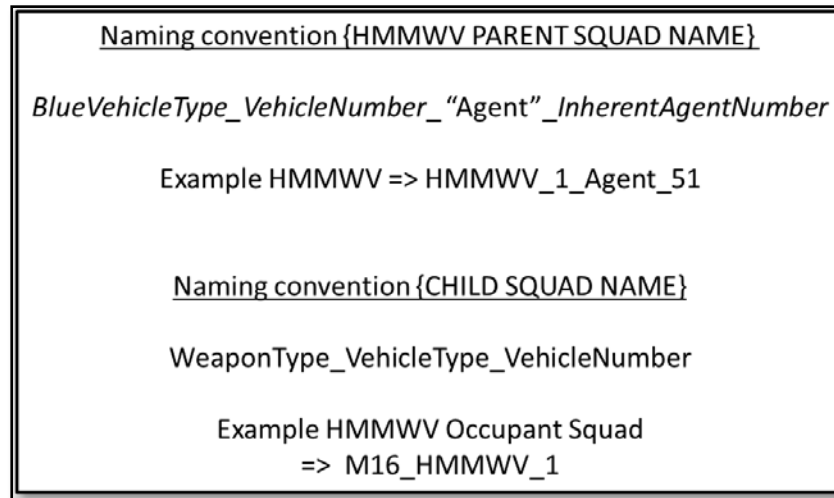 Naming convention {HMMWV PARENT SQUAD NAME}
BlueVehicleType_VehicleNumber_“Agent”_InherentAgentNumber
Example HMMWV => HMMWV_1_Agent_51
Naming convention {CHILD SQUAD NAME}
WeaponType_VehicleType_VehicleNumber
Example HMMWV Occupant Squad
=> M16_HMMWV_1